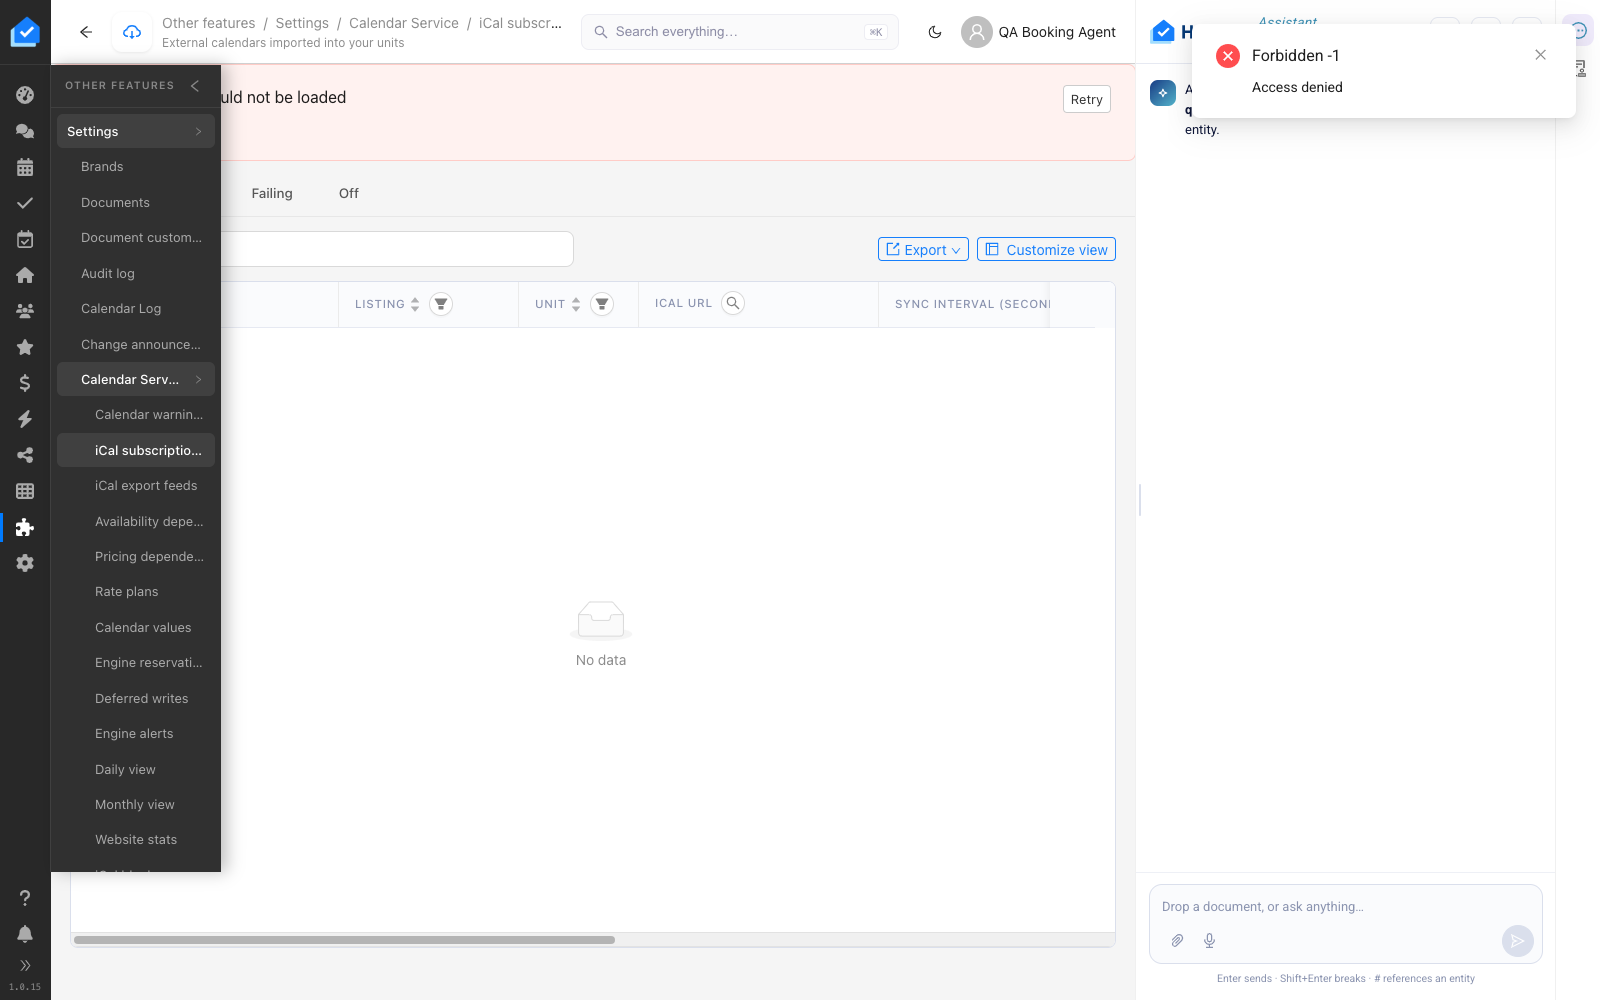 Other features / Settings / Calendar Service / iCal subscr...
External calendars imported into your units
Search everything...
⌘K
QA Booking Agent
Assistant
H
Forbidden -1
Access denied
A
q
entity.
OTHER FEATURES
Settings
Brands
Documents
Document custom...
Audit log
Calendar Log
Change announce...
Calendar Serv...
Calendar warnin...
iCal subscriptio...
iCal export feeds
Availability depe...
Pricing depende...
Rate plans
Calendar values
Engine reservati...
Deferred writes
Engine alerts
Daily view
Monthly view
Website stats
uld not be loaded
Retry
Failing
Off
Export
Customize view
LISTING
UNIT
ICAL URL
SYNC INTERVAL (SECON
No data
Drop a document, or ask anything...
Enter sends · Shift+Enter breaks · # references an entity
1.0.15